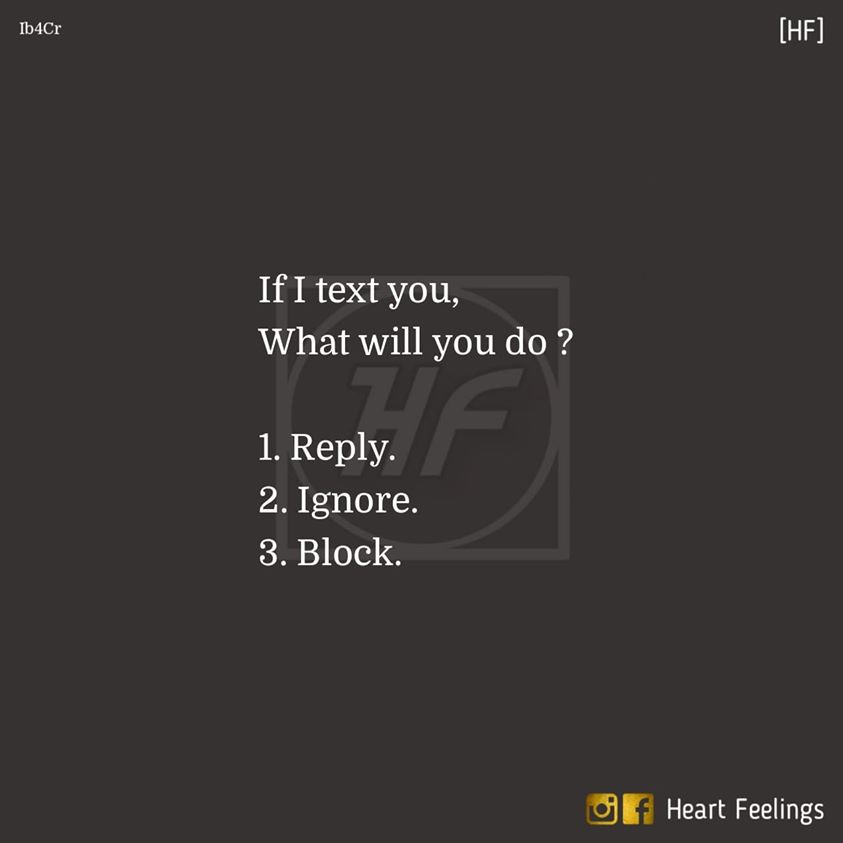 Ib4Cr
[HF]
If I text you,
What will you do ?
HF
1. Reply.
2. Ignore.
3. Block.
Heart Feelings